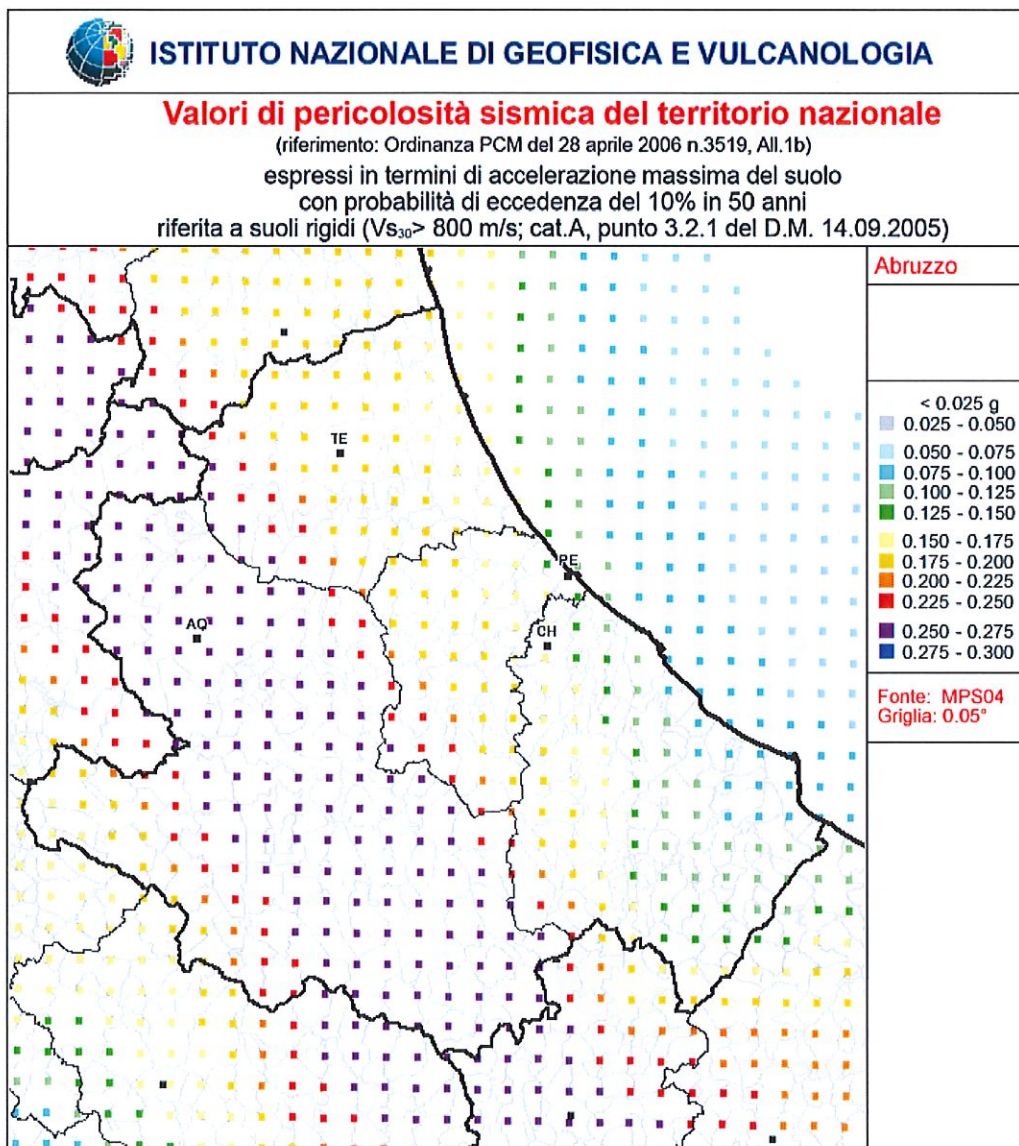 ISTITUTO NAZIONALE DI GEOFISICA E VULCANOLOGIA
Valori di pericolosità sismica del territorio nazionale
(riferimento: Ordinanza PCM del 28 aprile 2006 n.3519, All.1b)
espressi in termini di accelerazione massima del suolo
con probabilità di eccedenza del 10% in 50 anni
riferita a suoli rigidi (Vs30> 800 m/s; cat.A, punto 3.2.1 del D.M. 14.09.2005)
Abruzzo
< 0.025 g
0.025 - 0.050
0.050 - 0.075
0.075 - 0.100
0.100 - 0.125
0.125 - 0.150
0.150 - 0.175
0.175 - 0.200
0.200 - 0.225
0.225 - 0.250
0.250 - 0.275
0.275 - 0.300
Fonte: MPS04
Griglia: 0.05°
TE
PE
AQ
CH